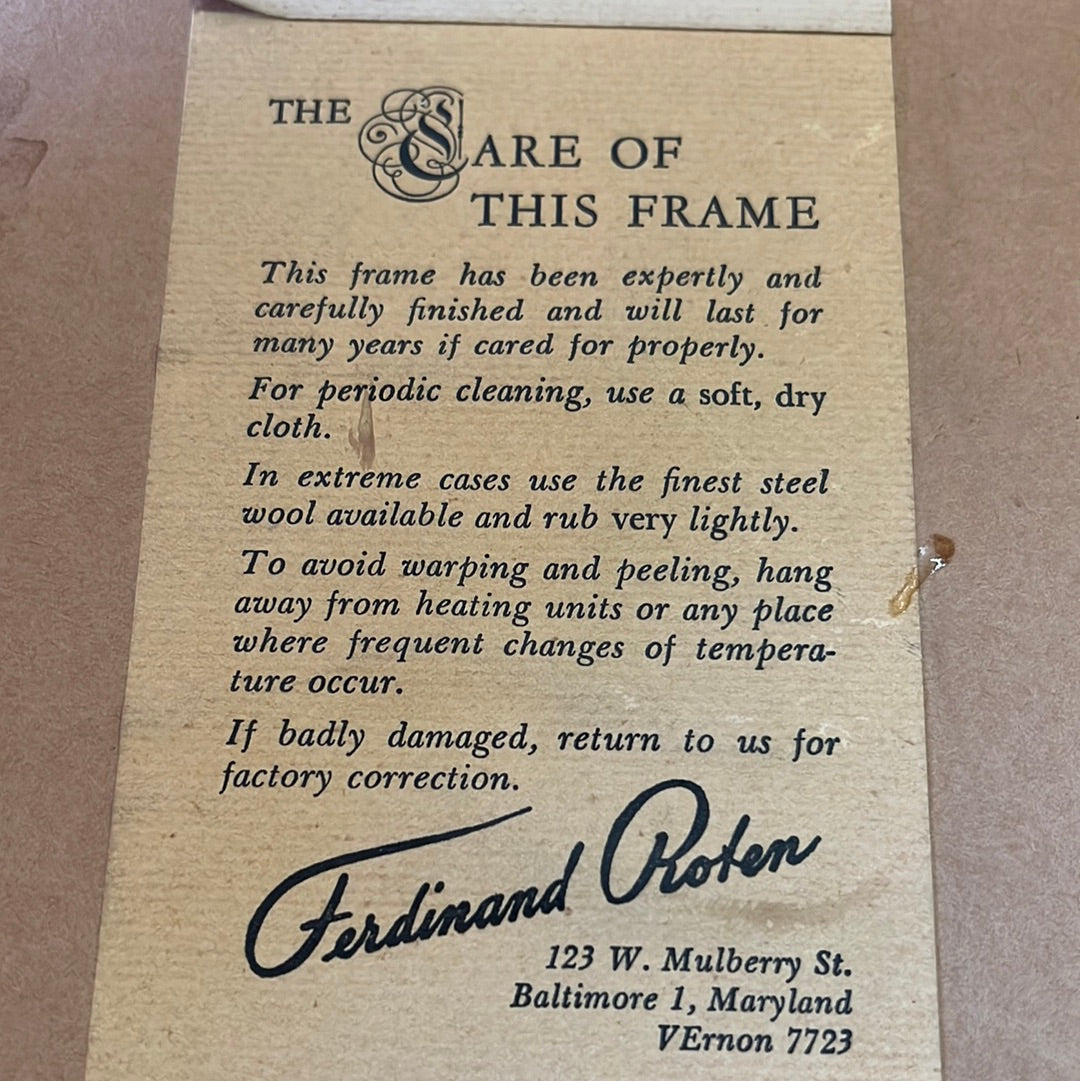 THE CARE OF
THIS FRAME
This frame has been expertly and
carefully finished and will last for
many years if cared for properly.
For periodic cleaning, use a soft, dry
cloth.
In extreme cases use the finest steel
wool available and rub very lightly.
To avoid warping and peeling, hang
away from heating units or any place
where frequent changes of tempera-
ture occur.
If badly damaged, return to us for
factory correction.
Ferdinand Roten
123 W. Mulberry St.
Baltimore 1, Maryland
VErnon 7723